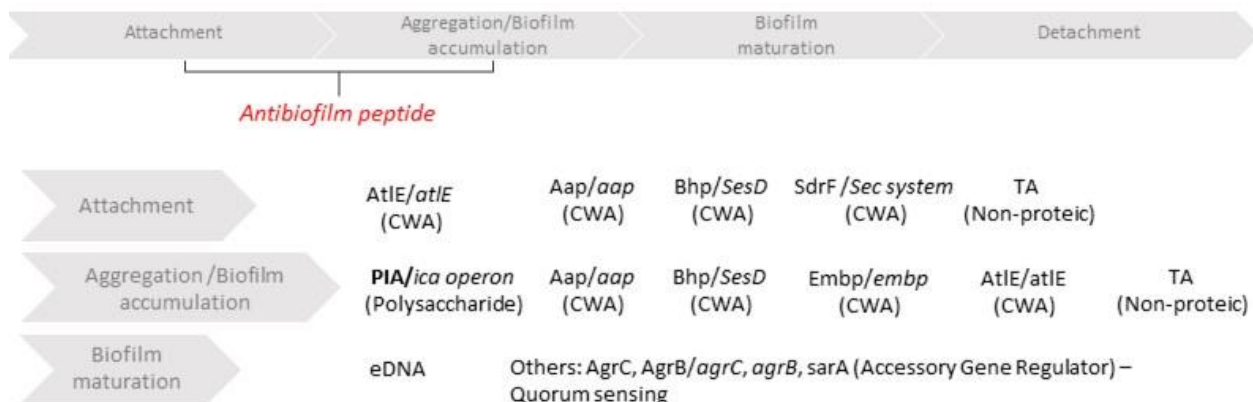 Attachment
Aggregation/Biofilm
accumulation
Biofilm
maturation
Detachment
Antibiofilm peptide
Attachment
AtlE/atlE
(CWA)
Aap/aap
(CWA)
Bhp/SesD
(CWA)
SdrF/Sec system
(CWA)
TA
(Non-proteic)
Aggregation/Biofilm
accumulation
PIA/ica operon
(Polysaccharide)
Aap/aap
(CWA)
Bhp/SesD
(CWA)
Embp/embp
(CWA)
AtlE/atlE
(CWA)
TA
(Non-proteic)
Biofilm
maturation
eDNA
Others: AgrC, AgrB/agrC, agrB, sarA (Accessory Gene Regulator) –
Quorum sensing